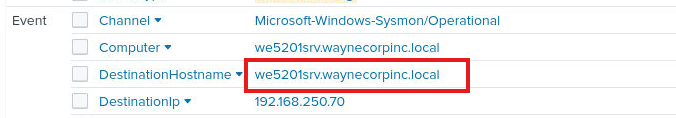 Event
Channel Microsoft-Windows-Sysmon/Operational
Computer we5201srv.waynecorpinc.local
DestinationHostname we5201srv.waynecorpinc.local
DestinationIp 192.168.250.70